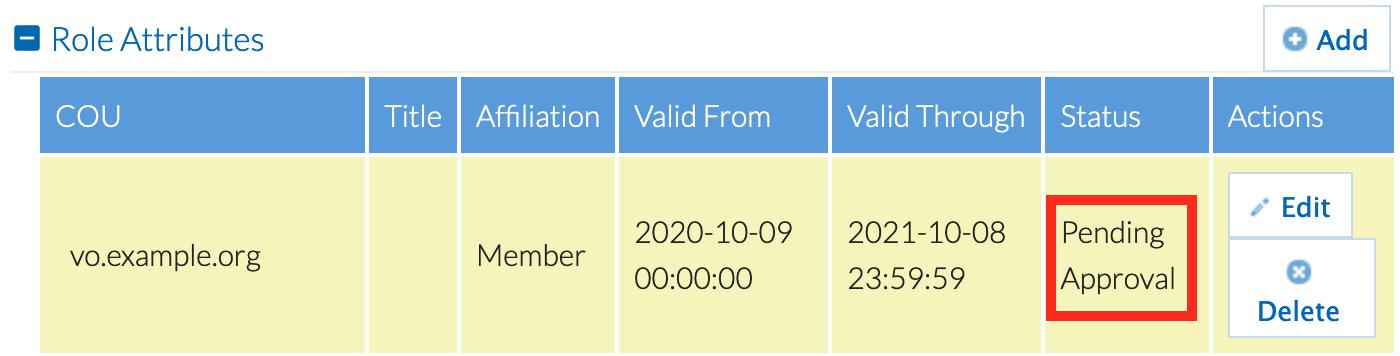 Role Attributes
Add
COU Title Affiliation Valid From Valid Through Status Actions
vo.example.org Member 2020-10-09 2021-10-08 Pending Edit
00:00:00 23:59:59 Approval
Delete